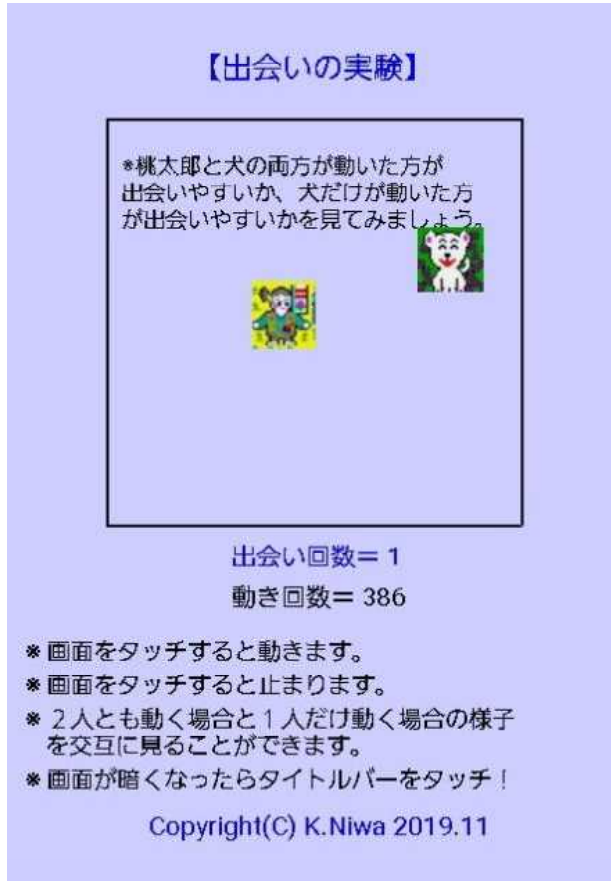 【出会いの実験】
※桃太郎と犬の両方が動いた方が
出会いやすいか、犬だけが動いた方
が出会いやすいかを見てみましょう。
出会い回数＝ 1
動き回数＝ 386
※ 画面をタッチすると動きます。
※ 画面をタッチすると止まります。
※ ２人とも動く場合と１人だけ動く場合の様子
を交互に見ることができます。
※ 画面が暗くなったらタイトルバーをタッチ！
Copyright(C) K.Niwa 2019.11